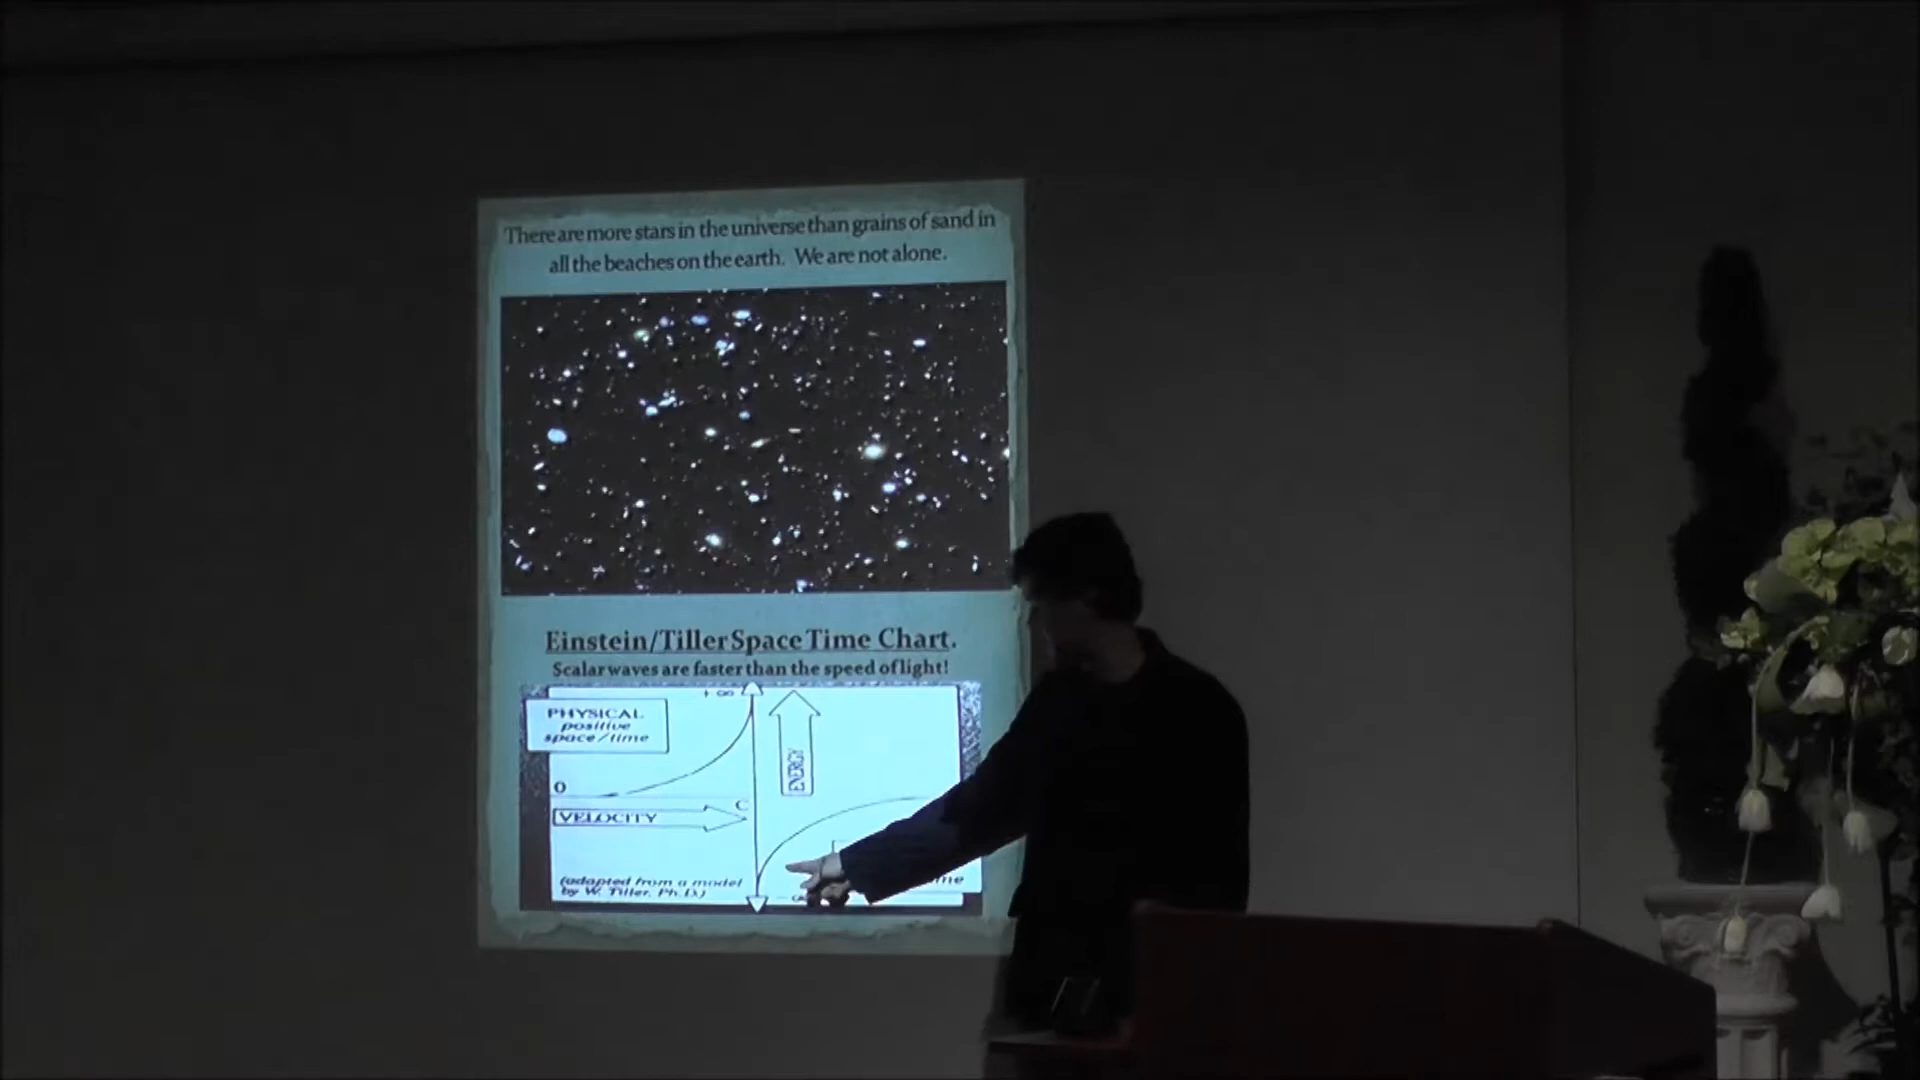 There are more stars in the universe than grains of sand in
all the beaches on the earth. We are not alone.
Einstein/Tiller Space Time Chart.
Scalar waves are faster than the speed of light!
+ ∞
PHYSICAL
positive
space/time
ENERGY
0
C
VELOCITY
(adapted from a model
by W. Tiller, Ph.D.)